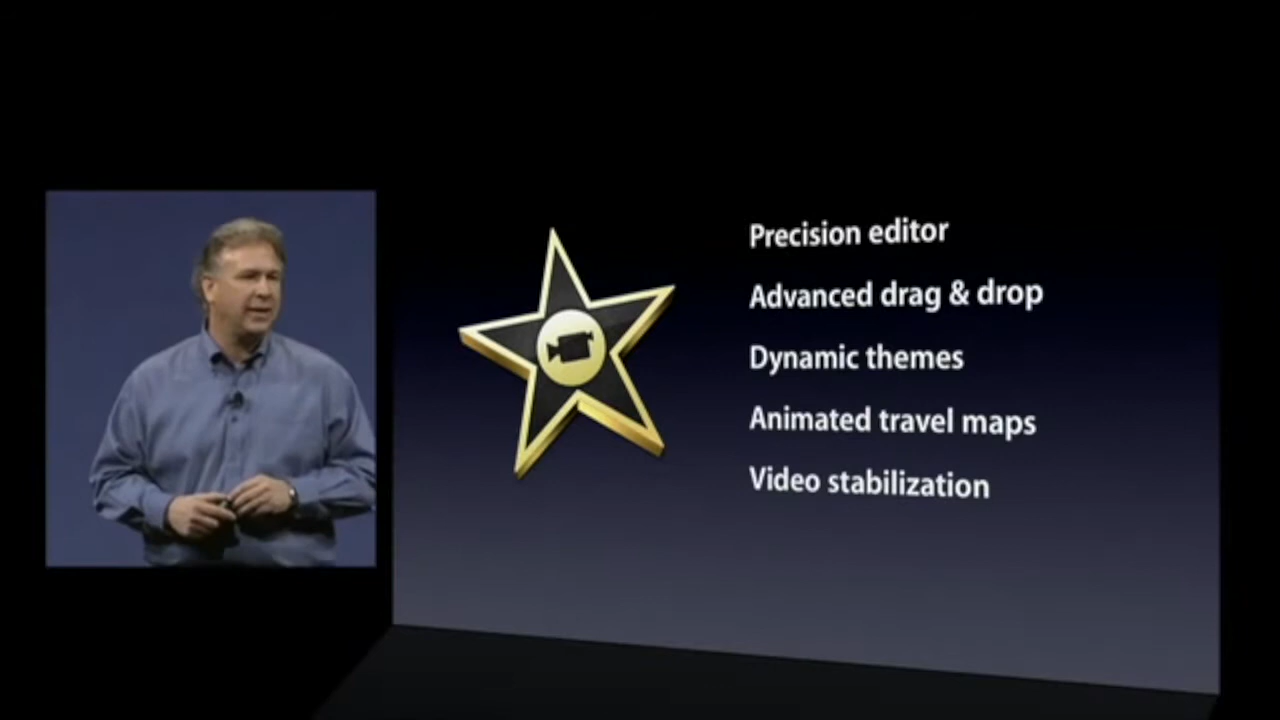 Precision editor
Advanced drag & drop
Dynamic themes
Animated travel maps
Video stabilization